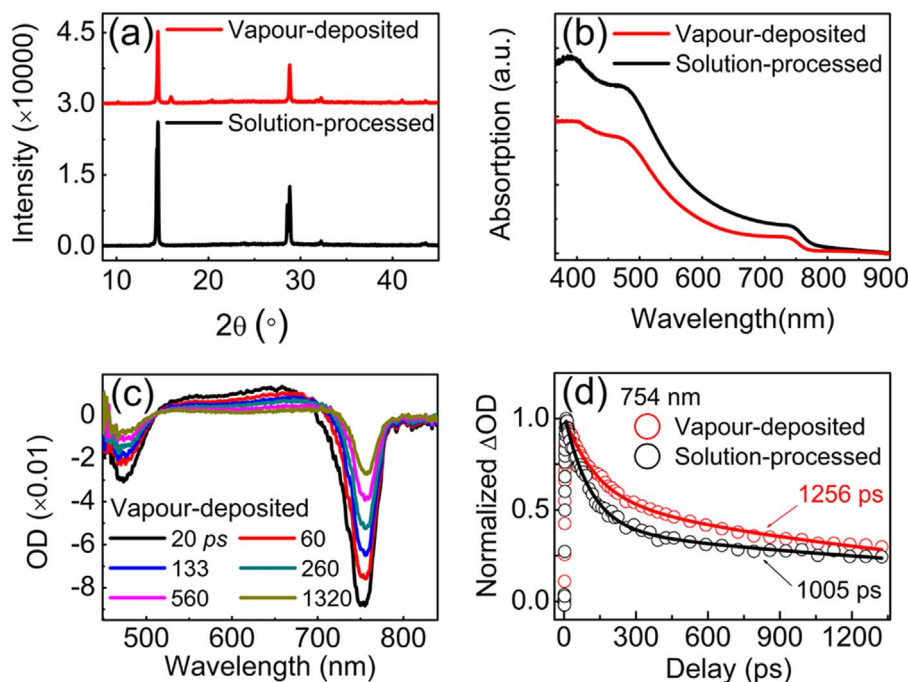 (a)
Vapour-deposited
Solution-processed
4.5
3.0
1.5
0.0
Intensity (×10000)
10 20 30 40
2θ (°)
(b)
Vapour-deposited
Solution-processed
Absortption (a.u.)
400 500 600 700 800 900
Wavelength(nm)
(c)
0
-2
-4
-6
-8
OD (×0.01)
Vapour-deposited
20 ps 60
133 260
560 1320
500 600 700 800
Wavelength (nm)
(d)
754 nm
Vapour-deposited
Solution-processed
1.0
0.5
0.0
Normalized ΔOD
1256 ps
1005 ps
0 300 600 900 1200
Delay (ps)